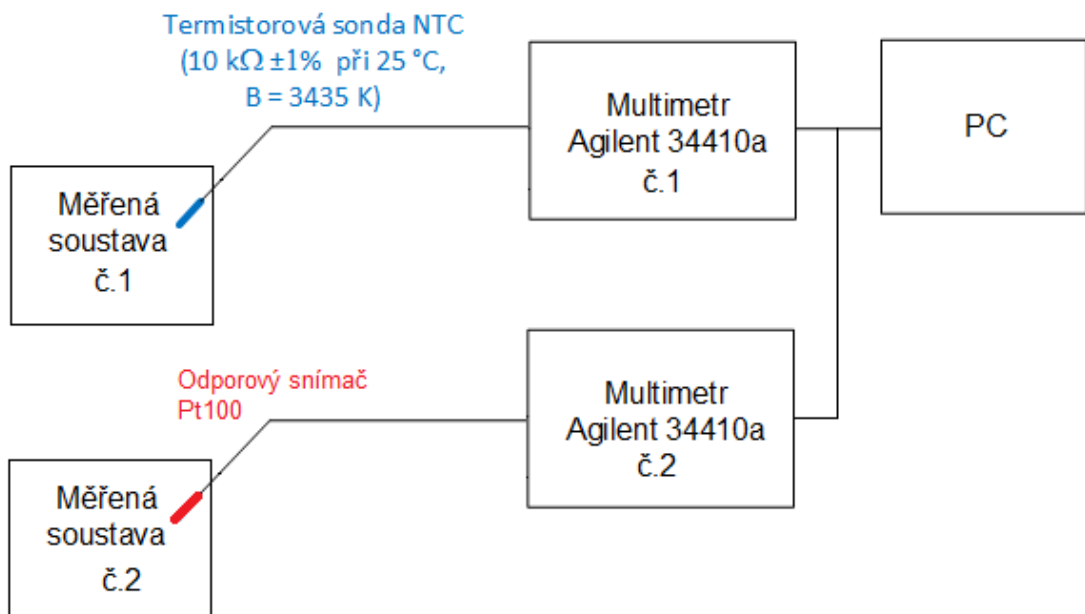 Termistorová sonda NTC
(10 kΩ ±1% při 25 °C,
B = 3435 K)
Multimetr
Agilent 34410a
č.1
PC
Měřená
soustava
č.1
Odporový snímač
Pt100
Multimetr
Agilent 34410a
č.2
Měřená
soustava
č.2